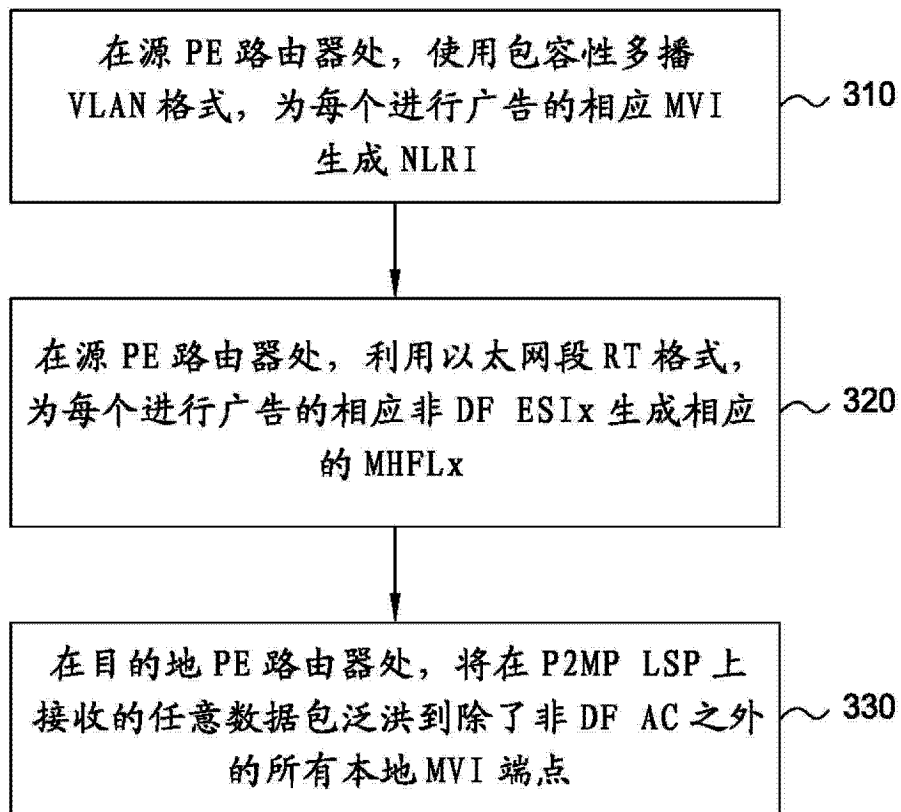 在源 PE 路由器处，使用包容性多播
VLAN 格式，为每个进行广告的相应 MVI
生成 NLRI
310
在源 PE 路由器处，利用以太网段 RT 格式，
为每个进行广告的相应非 DF ESIx 生成相应
的 MHFLx
320
在目的地 PE 路由器处，将在 P2MP LSP 上
接收的任意数据包泛洪到除了非 DF AC 之外
的所有本地 MVI 端点
330